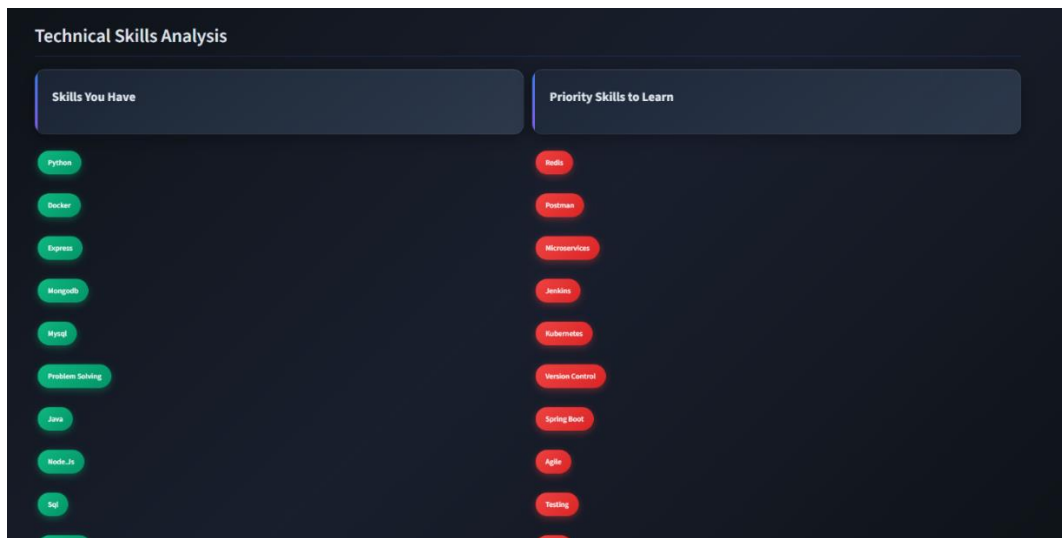 Technical Skills Analysis
Skills You Have
Priority Skills to Learn
Python
Redis
Docker
Postman
Express
Microservices
Mongodb
Jenkins
Mysql
Kubernetes
Problem Solving
Version Control
Java
Spring Boot
Node.Js
Agile
Sql
Testing